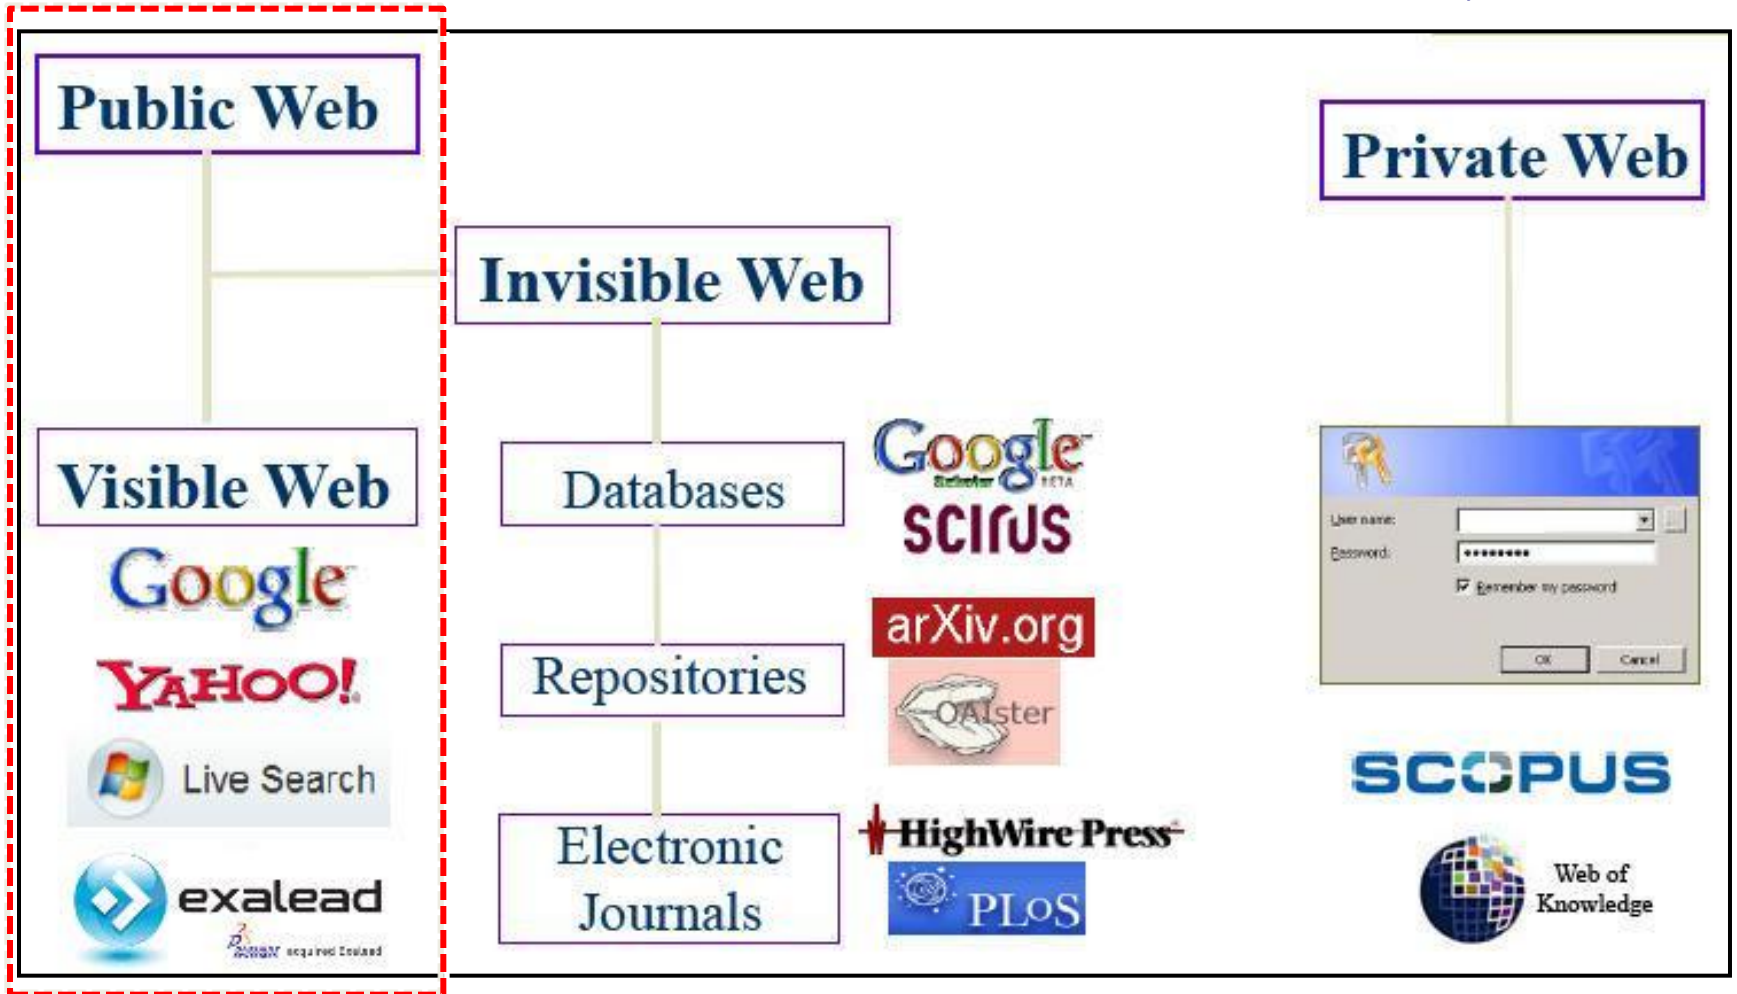 Public Web
Private Web
Invisible Web
Visible Web
Google
YAHOO!
Live Search
exalead
acquired Exalead
Databases
Google
Scholar BETA
SCIRUS
Repositories
arXiv.org
OAIster
Electronic
Journals
HighWire Press
PLoS
User name:
Password:
Remember my password
OK Cancel
SCOPUS
Web of
Knowledge